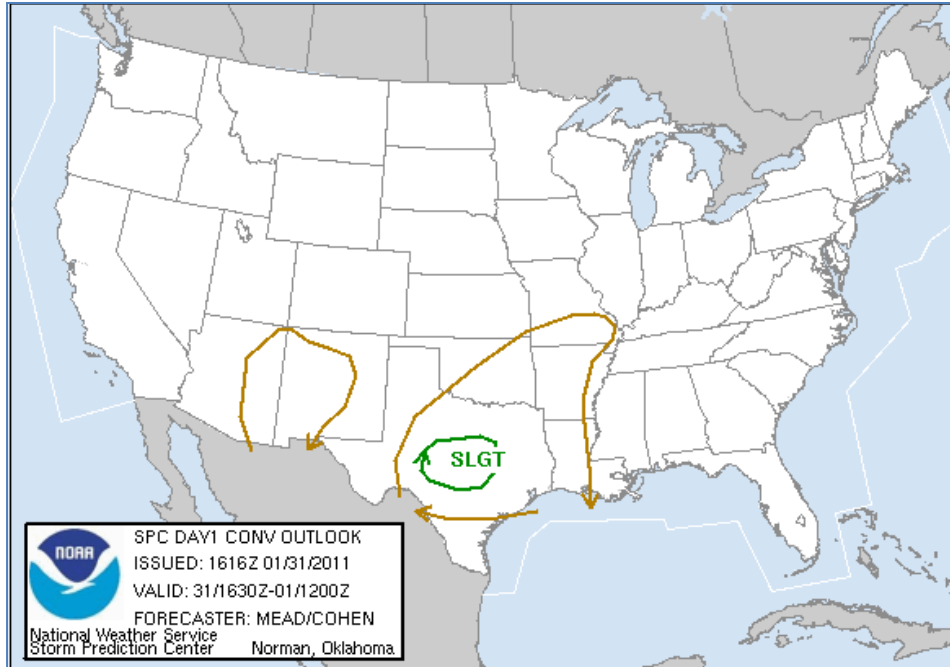 SLGT
SPC DAY1 CONV OUTLOOK
ISSUED: 1616Z 01/31/2011
VALID: 31/1630Z-01/1200Z
FORECASTER: MEAD/COHEN
NOAA
National Weather Service
Storm Prediction Center Norman, Oklahoma